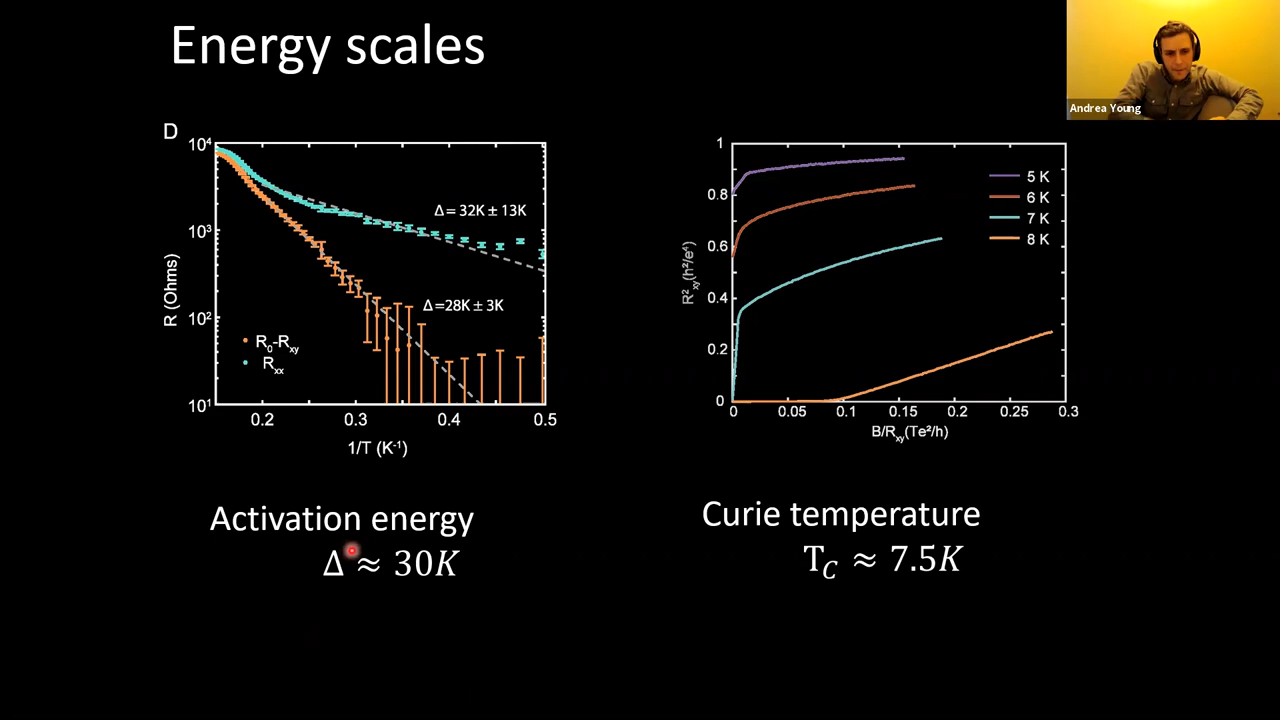 Energy scales
Andrea Young
D
10⁴
10³
10²
10¹
R (Ohms)
Δ=32K±13K
Δ=28K±3K
R₀-Rxy
Rxx
0.2 0.3 0.4 0.5
1/T (K⁻¹)
1
0.8
0.6
0.4
0.2
0
R²xy(h²/e⁴)
5 K
6 K
7 K
8 K
0 0.05 0.1 0.15 0.2 0.25 0.3
B/Rxy(Te²/h)
Activation energy
Δ ≈ 30K
Curie temperature
T_C ≈ 7.5K